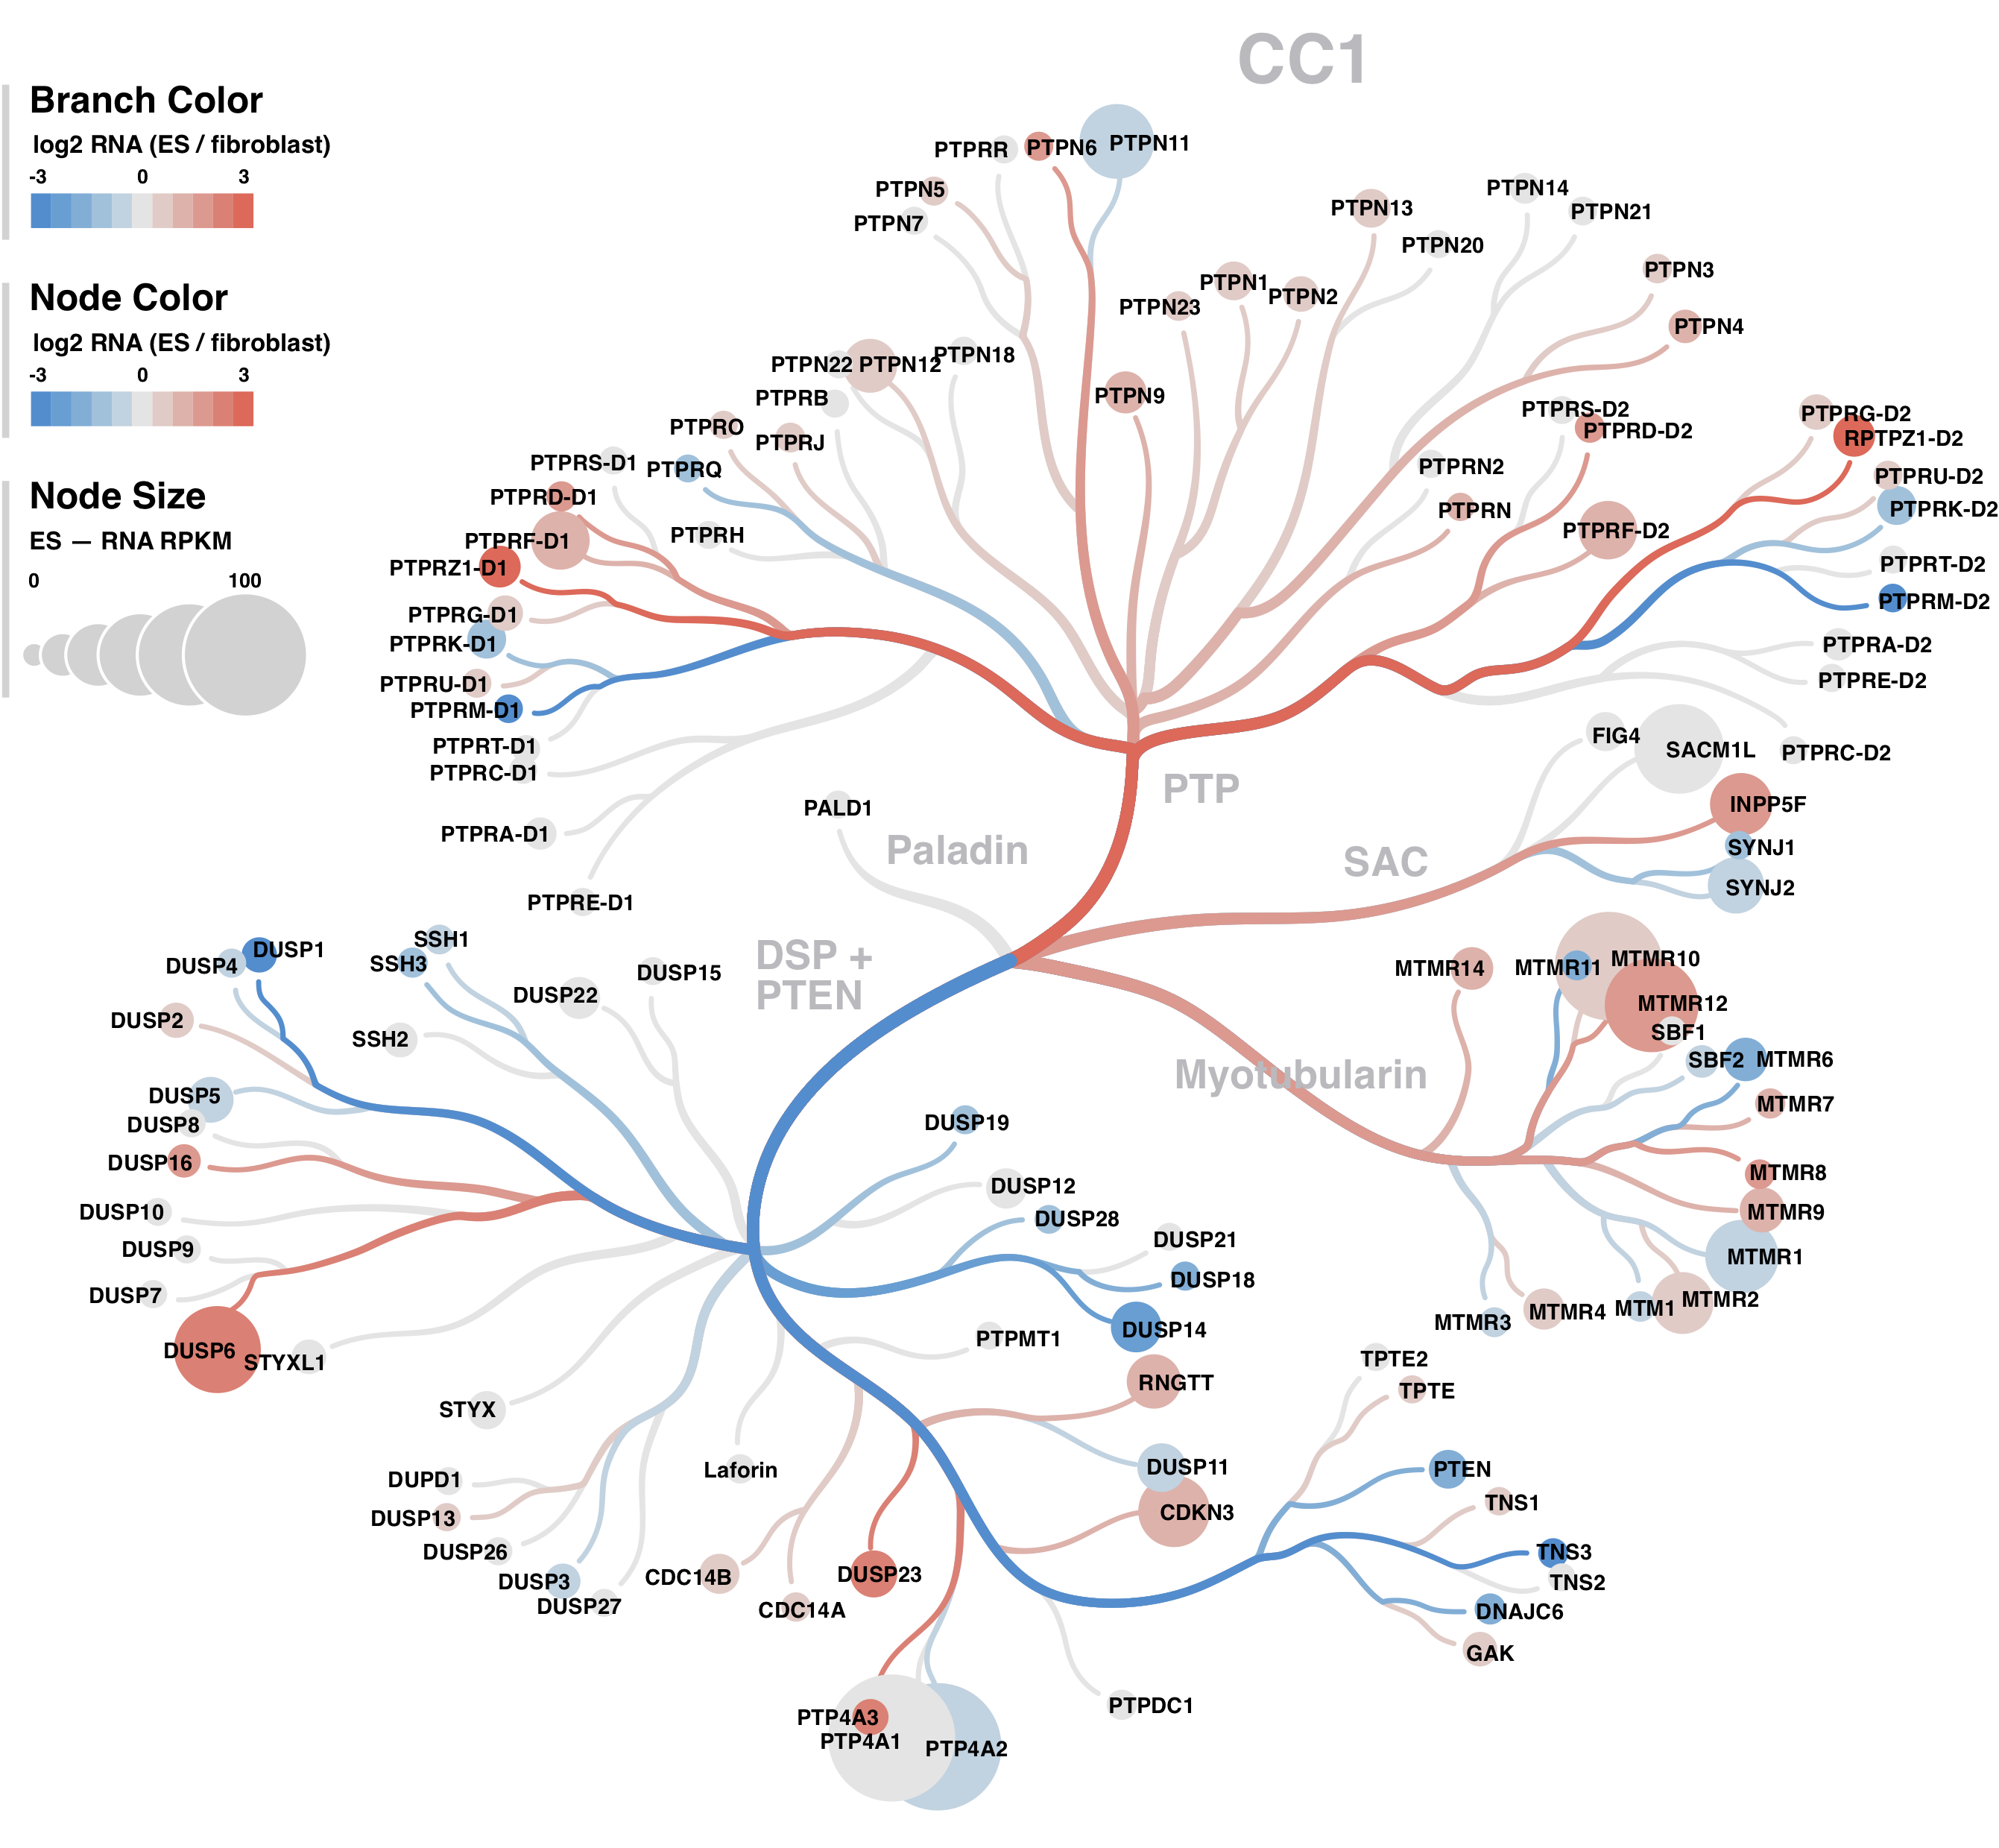 CC1
Branch Color
log2 RNA (ES / fibroblast)
-3 0 3
Node Color
log2 RNA (ES / fibroblast)
-3 0 3
Node Size
ES — RNA RPKM
0 100
PTPRR
PTPN6
PTPN11
PTPN5
PTPN7
PTPN13
PTPN14
PTPN21
PTPN20
PTPN3
PTPN4
PTPN1
PTPN2
PTPN23
PTPN22
PTPN12
PTPN18
PTPN9
PTPRB
PTPRO
PTPRJ
PTPRS-D1
PTPRQ
PTPRD-D1
PTPRH
PTPRF-D1
PTPRZ1-D1
PTPRG-D1
PTPRK-D1
PTPRU-D1
PTPRM-D1
PTPRT-D1
PTPRC-D1
PTPRA-D1
PTPRE-D1
PTPRS-D2
PTPRD-D2
PTPRG-D2
RPTPZ1-D2
PTPRN2
PTPRU-D2
PTPRN
PTPRK-D2
PTPRF-D2
PTPRT-D2
PTPRM-D2
PTPRA-D2
PTPRE-D2
PTPRC-D2
FIG4
SACM1L
INPP5F
SYNJ1
SYNJ2
PTP
PALD1
Paladin
SAC
DSP +
PTEN
Myotubularin
MTMR14
MTMR11
MTMR10
MTMR12
SBF1
SBF2
MTMR6
MTMR7
MTMR8
MTMR9
MTMR1
MTMR2
MTM1
MTMR4
MTMR3
SSH1
SSH3
DUSP1
DUSP4
DUSP15
DUSP22
DUSP2
SSH2
DUSP5
DUSP8
DUSP16
DUSP10
DUSP9
DUSP7
DUSP6
STYXL1
STYX
DUSP19
DUSP12
DUSP28
DUSP21
DUSP18
DUSP14
PTPMT1
RNGTT
DUSP11
CDKN3
TPTE2
TPTE
PTEN
TNS1
TNS3
TNS2
DNAJC6
GAK
Laforin
DUPD1
DUSP13
DUSP26
DUSP3
DUSP27
CDC14B
CDC14A
DUSP23
PTP4A3
PTP4A1
PTP4A2
PTPDC1